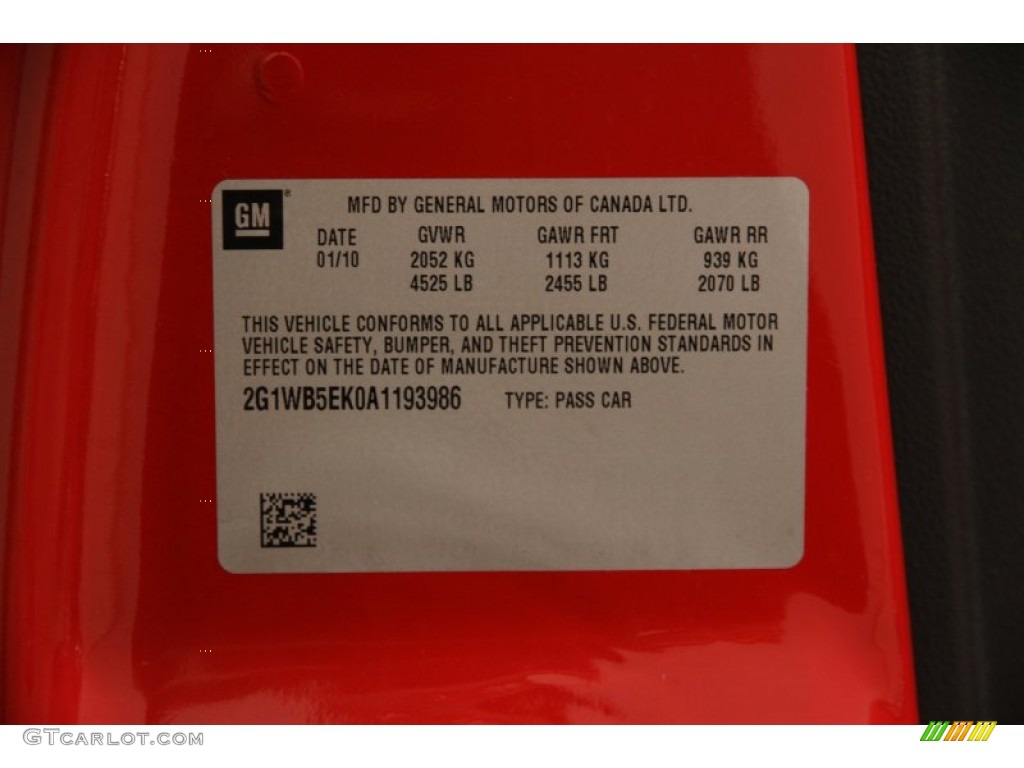 GM®
MFD BY GENERAL MOTORS OF CANADA LTD.
DATE GVWR GAWR FRT GAWR RR
01/10 2052 KG 1113 KG 939 KG
4525 LB 2455 LB 2070 LB
THIS VEHICLE CONFORMS TO ALL APPLICABLE U.S. FEDERAL MOTOR
VEHICLE SAFETY, BUMPER, AND THEFT PREVENTION STANDARDS IN
EFFECT ON THE DATE OF MANUFACTURE SHOWN ABOVE.
2G1WB5EK0A1193986 TYPE: PASS CAR
GTCARLOT.COM